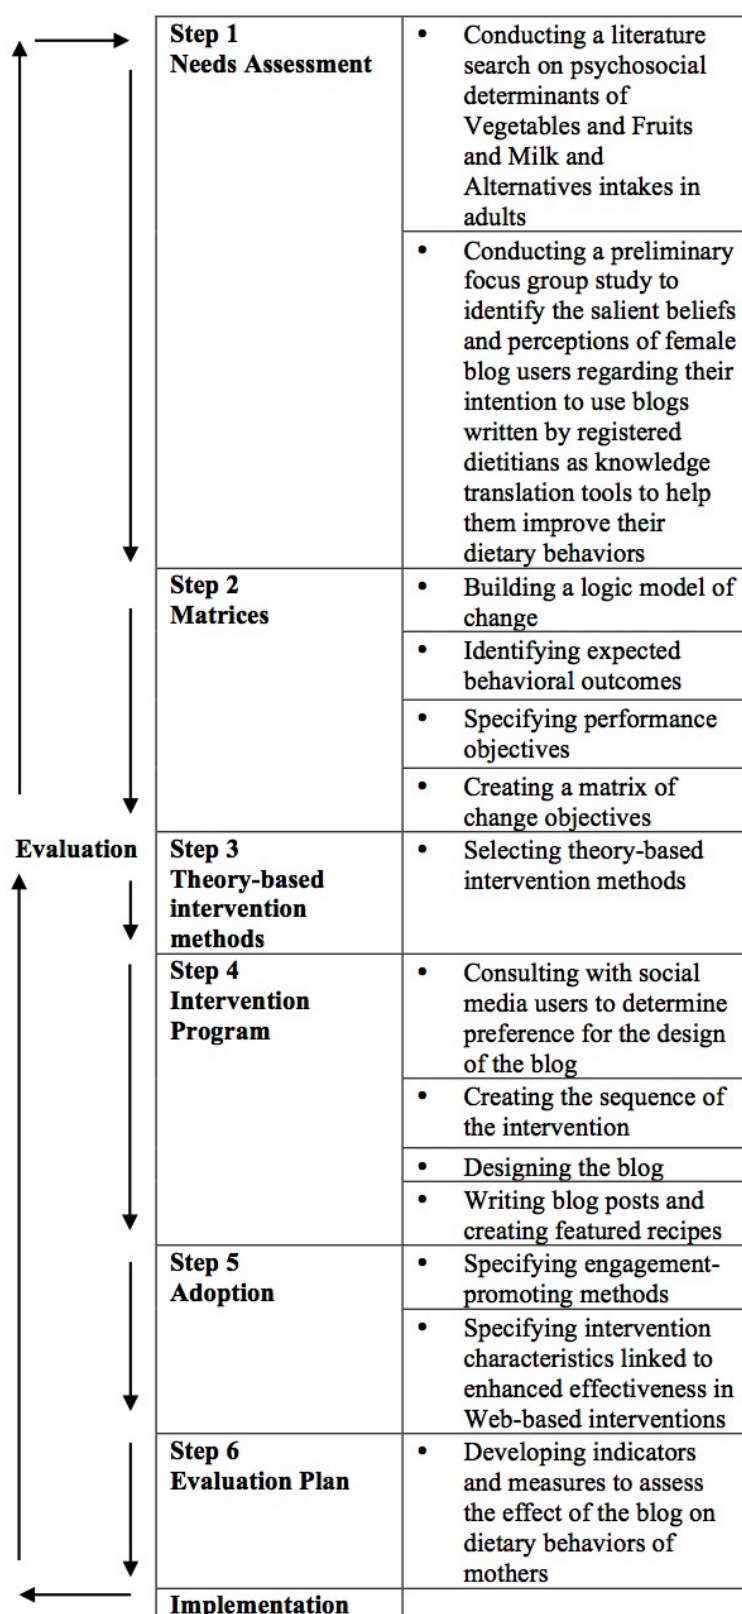 Step 1
Needs Assessment
• Conducting a literature
search on psychosocial
determinants of
Vegetables and Fruits
and Milk and
Alternatives intakes in
adults
• Conducting a preliminary
focus group study to
identify the salient beliefs
and perceptions of female
blog users regarding their
intention to use blogs
written by registered
dietitians as knowledge
translation tools to help
them improve their
dietary behaviors
Step 2
Matrices
• Building a logic model of
change
• Identifying expected
behavioral outcomes
• Specifying performance
objectives
• Creating a matrix of
change objectives
Evaluation
Step 3
Theory-based
intervention
methods
• Selecting theory-based
intervention methods
Step 4
Intervention
Program
• Consulting with social
media users to determine
preference for the design
of the blog
• Creating the sequence of
the intervention
• Designing the blog
• Writing blog posts and
creating featured recipes
Step 5
Adoption
• Specifying engagement-
promoting methods
• Specifying intervention
characteristics linked to
enhanced effectiveness in
Web-based interventions
Step 6
Evaluation Plan
• Developing indicators
and measures to assess
the effect of the blog on
dietary behaviors of
mothers
Implementation